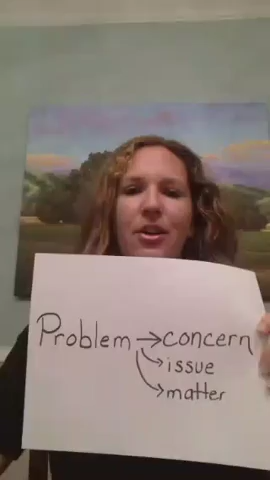 Problem → concern
→ issue
→ matter